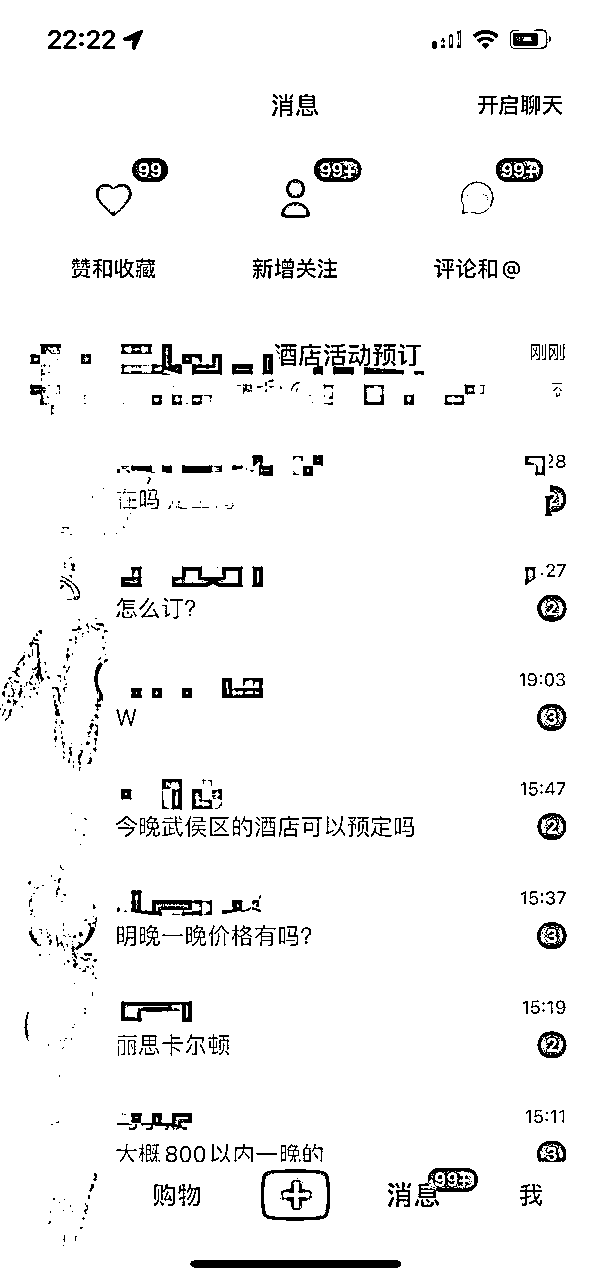 22:22
消息
开启聊天
99 99+ 99+
赞和收藏 新增关注 评论和@
酒店活动预订 刚刚
28
在吗
2
27
怎么订?
2
19:03
W
3
15:47
今晚武侯区的酒店可以预定吗
2
15:37
明晚一晚价格有吗?
3
15:19
丽思卡尔顿
2
15:11
大概800以内一晚的
3
购物 消息 99+ 我